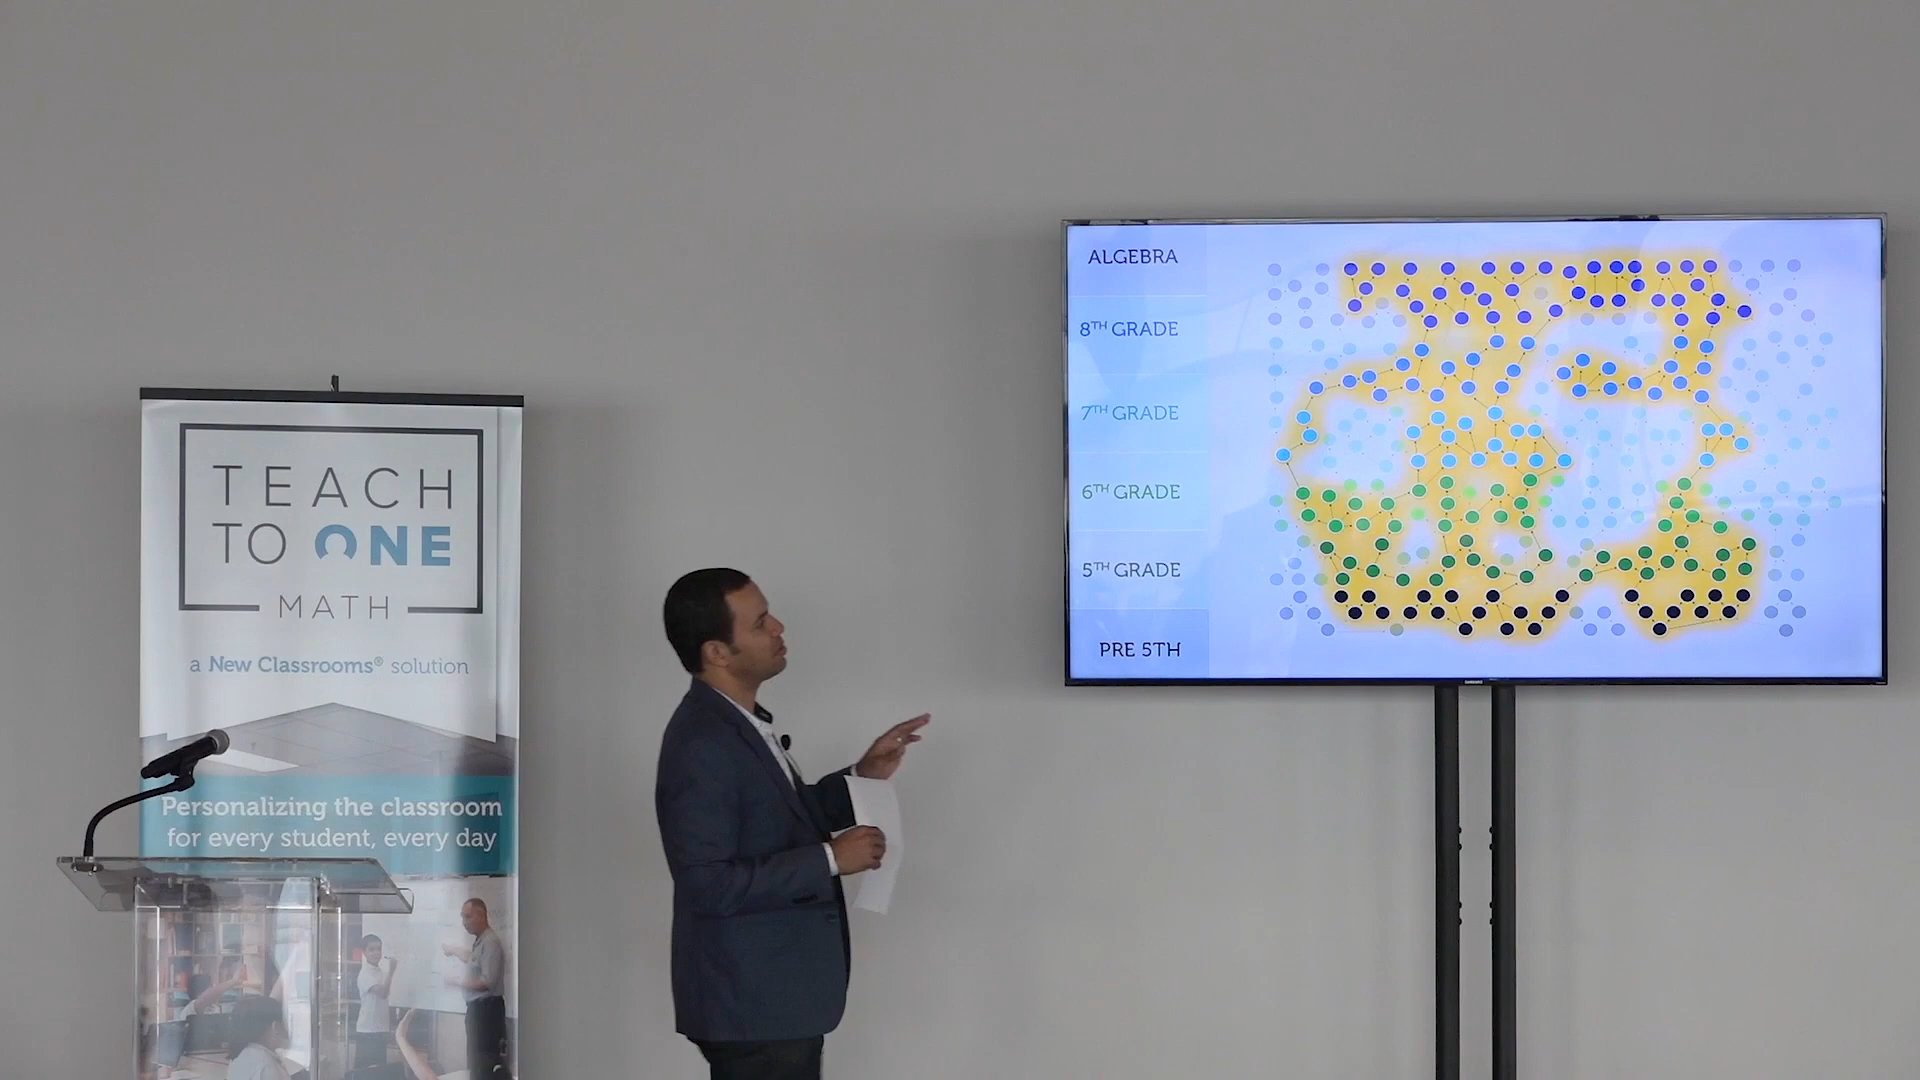 TEACH
TO ONE
MATH
a New Classrooms® solution
Personalizing the classroom
for every student, every day
ALGEBRA
8TH GRADE
7TH GRADE
6TH GRADE
5TH GRADE
PRE 5TH